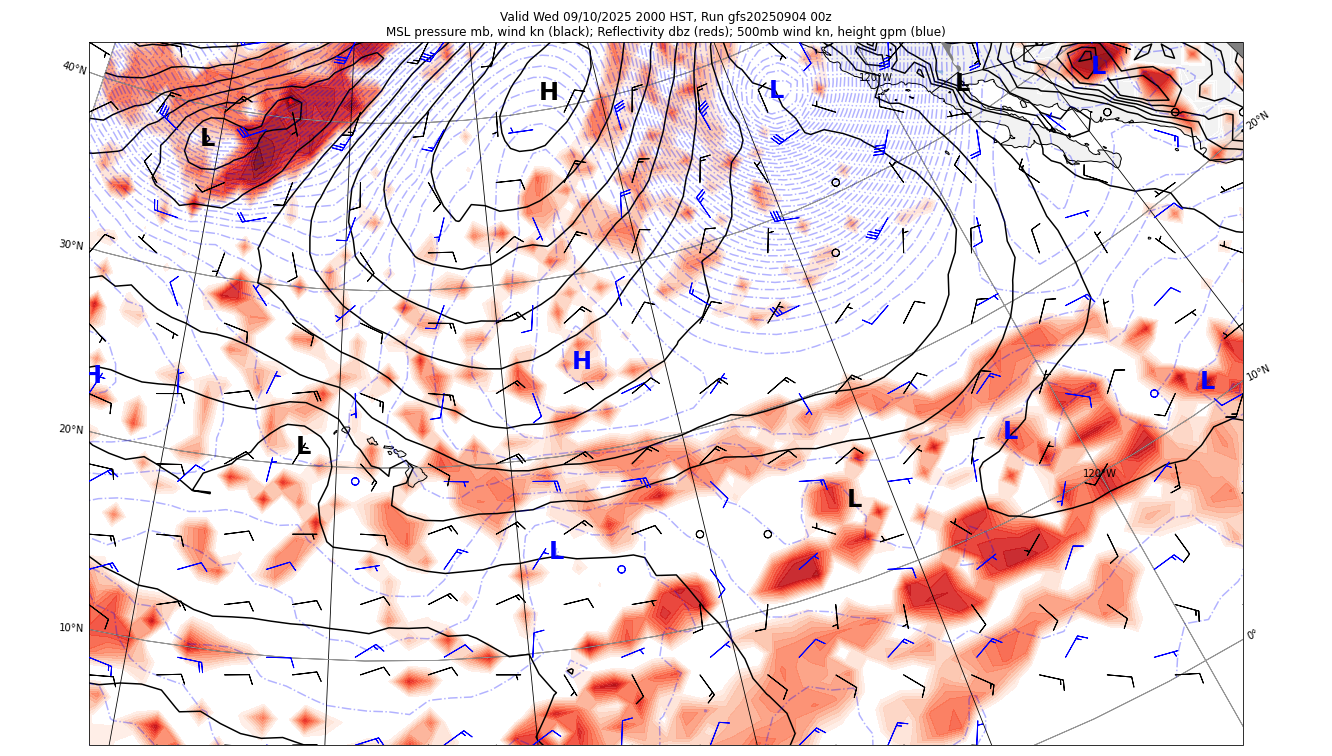 Valid Wed 09/10/2025 2000 HST, Run gfs20250904 00z
MSL pressure mb, wind kn (black); Reflectivity dbz (reds); 500mb wind kn, height gpm (blue)
40°N
H
L
120°W
L
L
20°N
L
30°N
H
H
L
10°N
20°N
L
L
120°W
L
L
10°N
0°